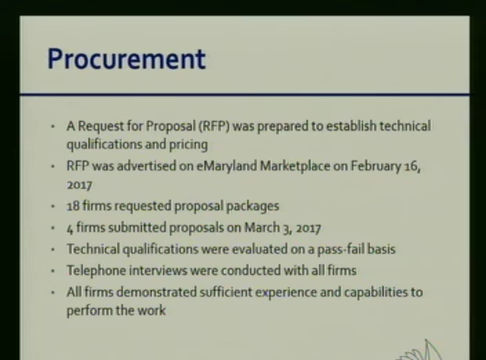 Procurement
• A Request for Proposal (RFP) was prepared to establish technical
qualifications and pricing
• RFP was advertised on eMaryland Marketplace on February 16,
2017
• 18 firms requested proposal packages
• 4 firms submitted proposals on March 3, 2017
• Technical qualifications were evaluated on a pass-fail basis
• Telephone interviews were conducted with all firms
• All firms demonstrated sufficient experience and capabilities to
perform the work